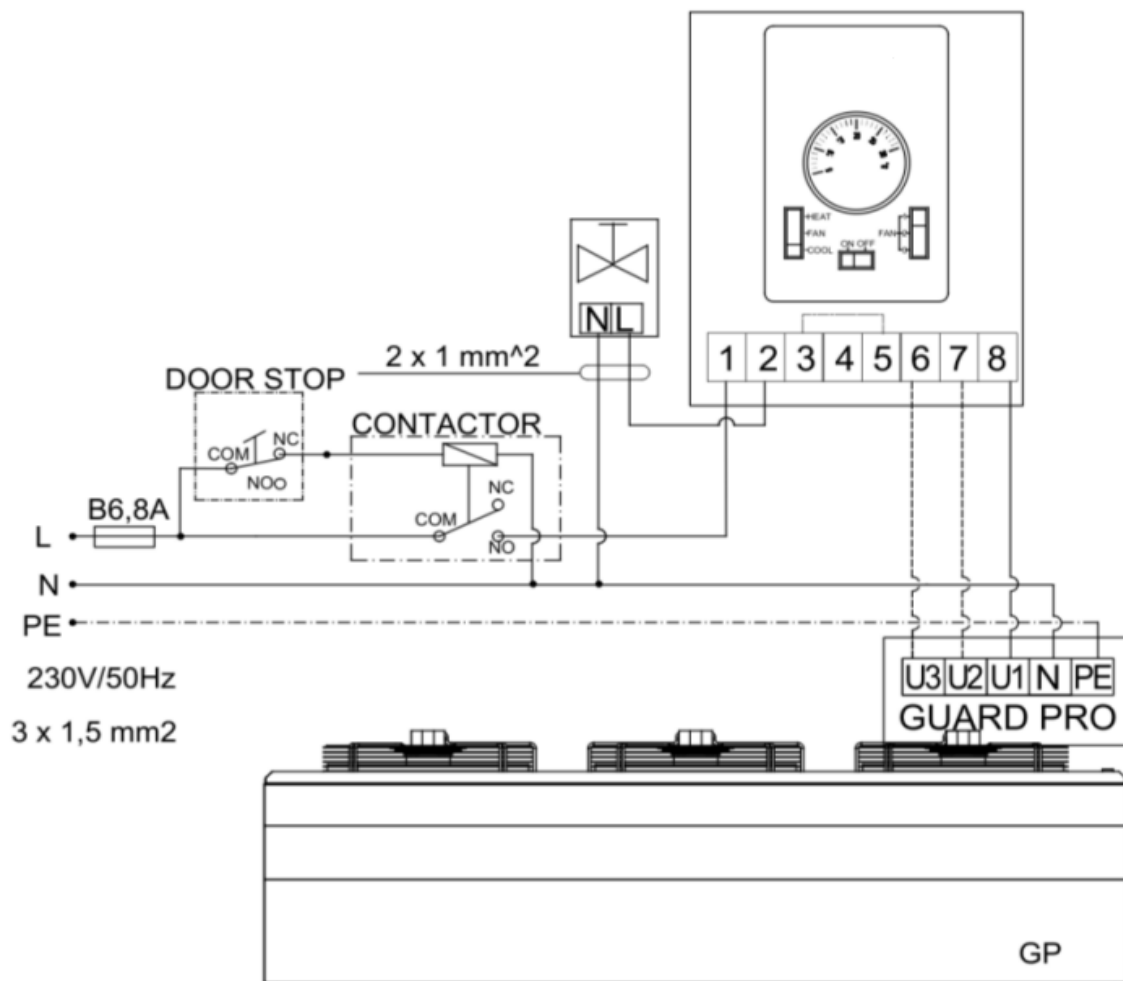 HEAT
FAN
COOL
ON OFF
FAN
N L
1 2 3 4 5 6 7 8
2 x 1 mm^2
DOOR STOP
COM
NC
NO
CONTACTOR
NC
COM
NO
B6,8A
L
N
PE
230V/50Hz
3 x 1,5 mm2
U3 U2 U1 N PE
GUARD PRO
GP